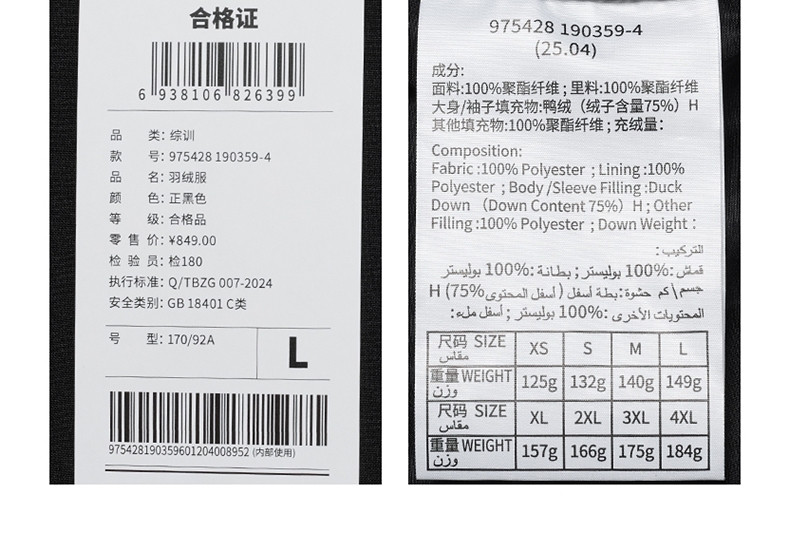 合格证
6 938106 826399
品 类: 综训
款 号: 975428 190359-4
品 名: 羽绒服
颜 色: 正黑色
等 级: 合格品
零 售 价: ¥849.00
检 验 员: 检180
执行标准: Q/TBZG 007-2024
安全类别: GB 18401 C类
号 型: 170/92A
L
975428190359601204008952 (内部使用)
975428 190359-4
(25.04)
成分:
面料:100%聚酯纤维 ; 里料:100%聚酯纤维
大身/袖子填充物:鸭绒（绒子含量75%）H
其他填充物:100%聚酯纤维 ; 充绒量:
Composition:
Fabric :100% Polyester ; Lining :100%
Polyester ; Body /Sleeve Filling :Duck
Down （Down Content 75%）H ; Other
Filling :100% Polyester ; Down Weight :
التركيب:
قماش: 100% بوليستر; بطانة: 100% بوليستر
جسم\كم حشوة: بطة أسفل (أسفل المحتوى 75%) H
المحتويات الأخرى: 100% بوليستر ; أسفل ملء:
尺码 SIZE XS S M L
مقاس
重量 WEIGHT 125g 132g 140g 149g
وزن
尺码 SIZE XL 2XL 3XL 4XL
مقاس
重量 WEIGHT 157g 166g 175g 184g
وزن